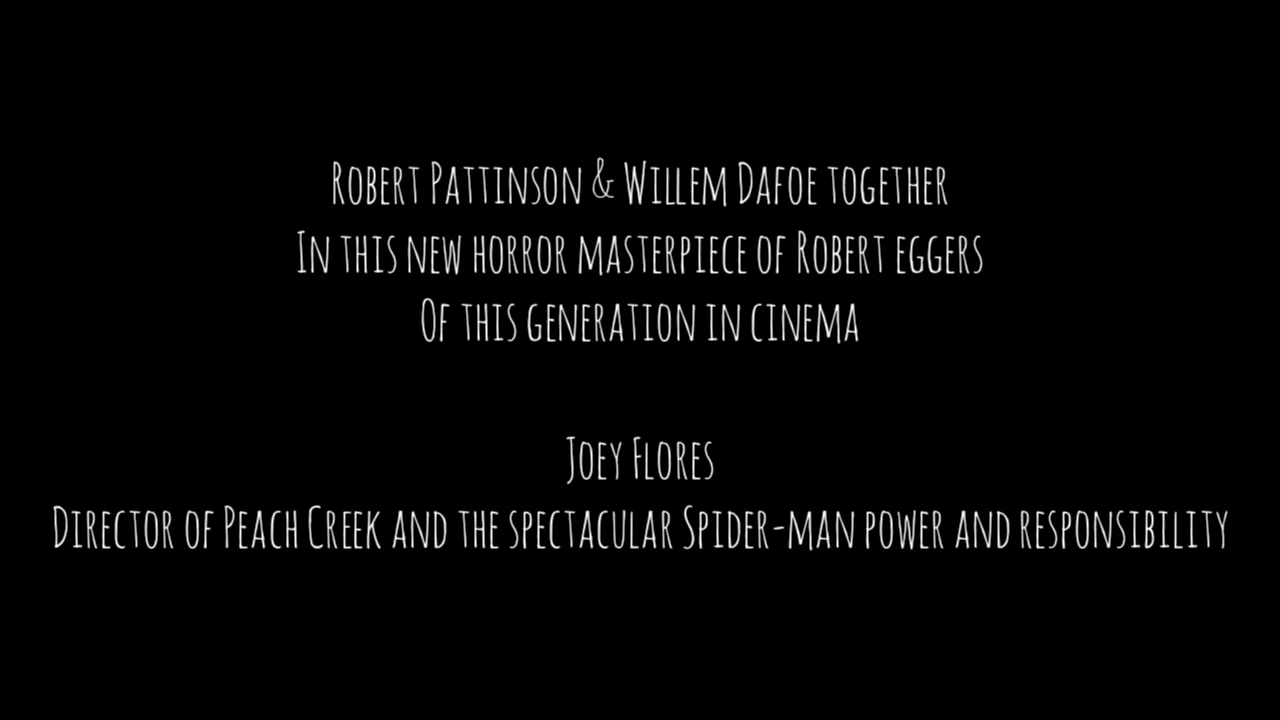 Robert Pattinson & Willem Dafoe together
In this new horror masterpiece of Robert eggers
Of this generation in cinema
Joey Flores
Director of Peach Creek and the spectacular Spider-man power and responsibility